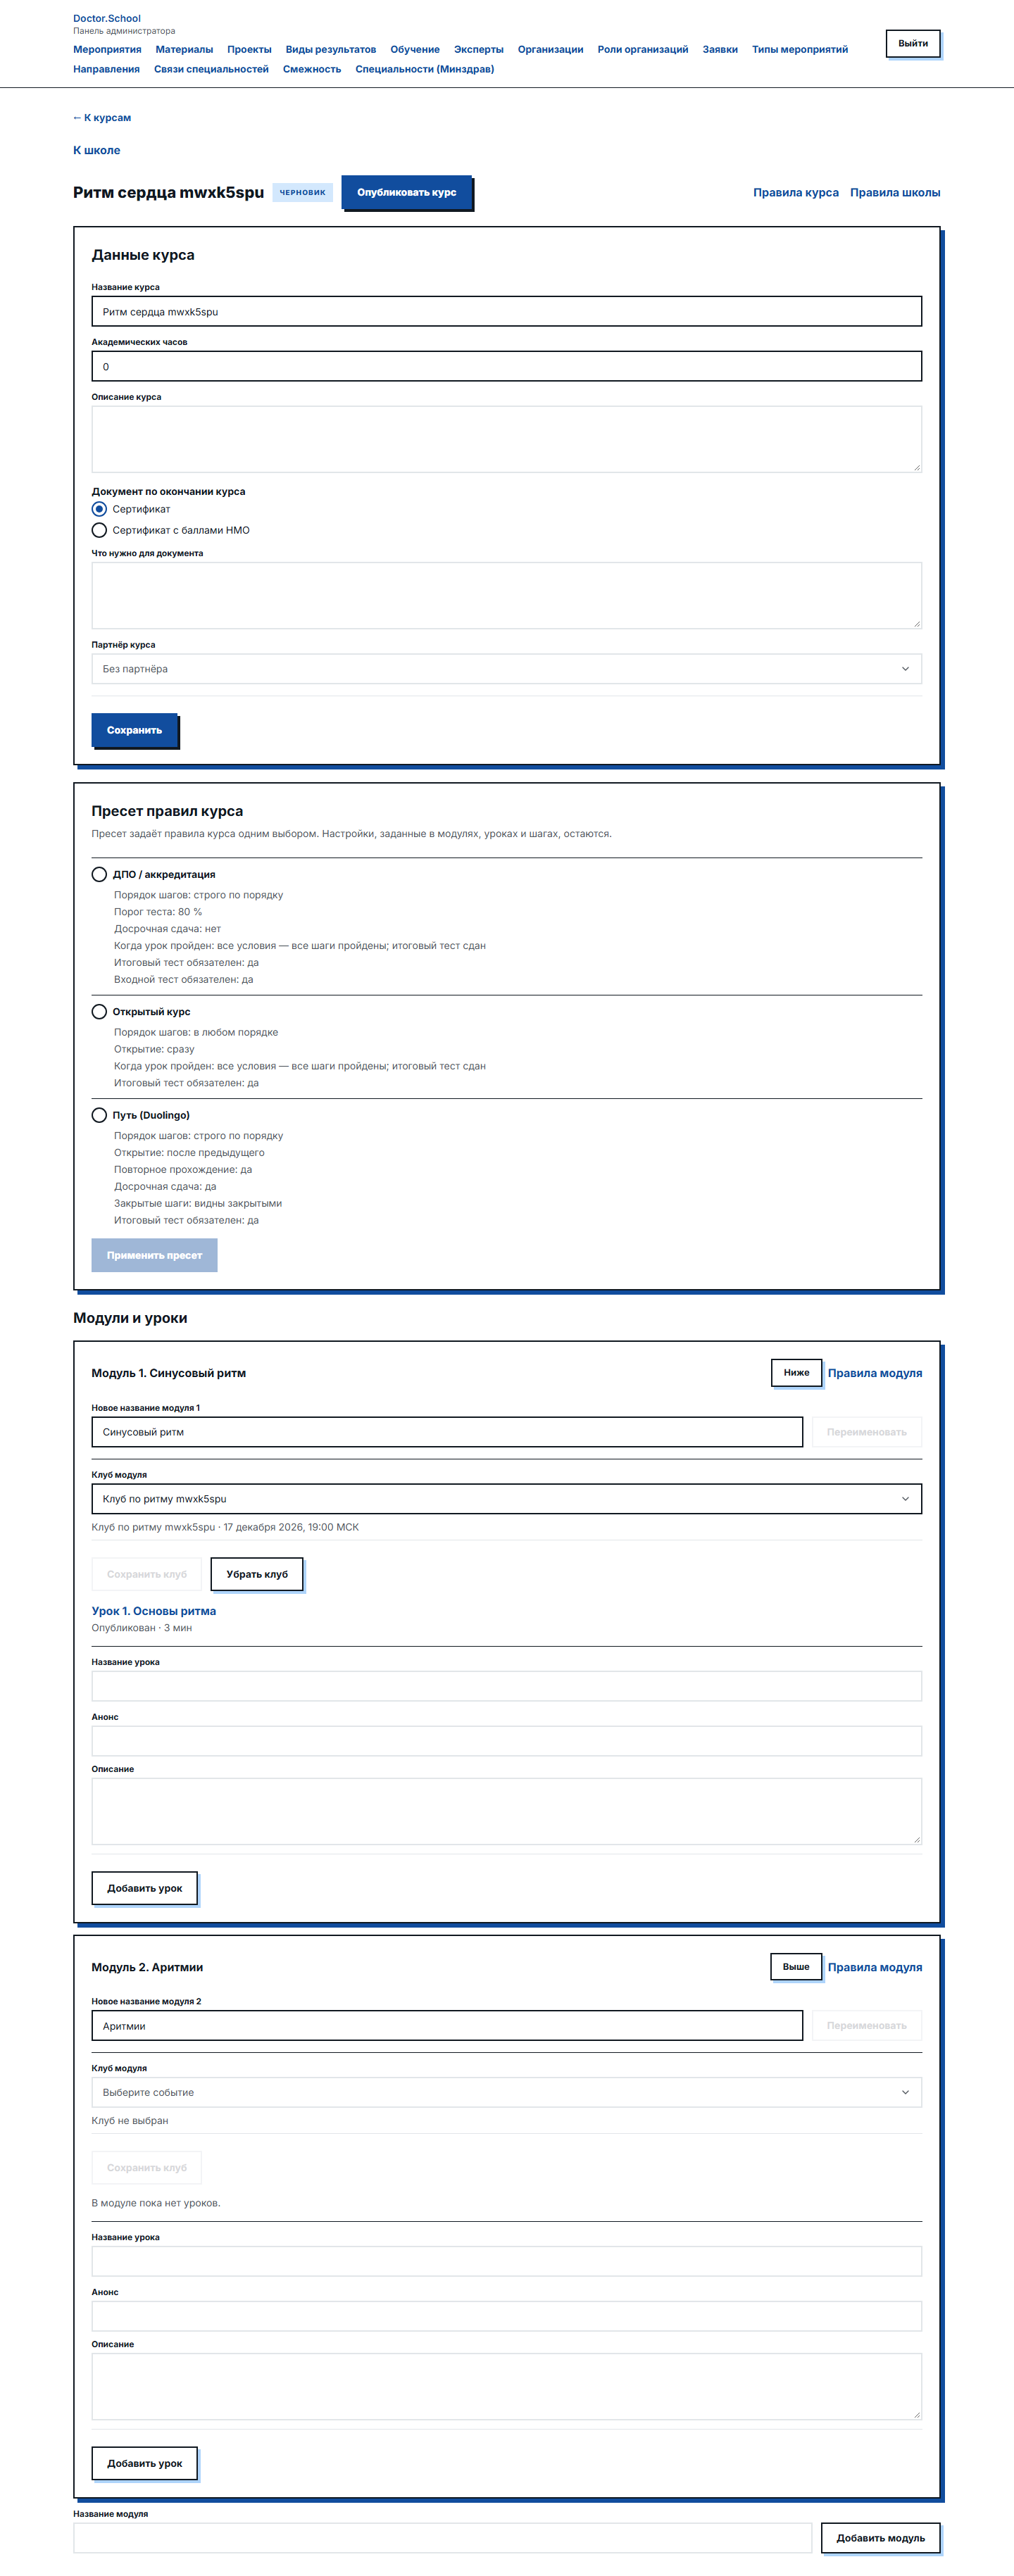 Doctor.School
Панель администратора
Мероприятия Материалы Проекты Виды результатов Обучение Эксперты Организации Роли организаций Заявки Типы мероприятий
Направления Связи специальностей Смежность Специальности (Минздрав)
Выйти
← К курсам
К школе
Ритм сердца mwxk5spu ЧЕРНОВИК Опубликовать курс Правила курса Правила школы
Данные курса
Название курса
Ритм сердца mwxk5spu
Академических часов
0
Описание курса
Документ по окончании курса
Сертификат
Сертификат с баллами НМО
Что нужно для документа
Партнёр курса
Без партнёра
Сохранить
Пресет правил курса
Пресет задаёт правила курса одним выбором. Настройки, заданные в модулях, уроках и шагах, остаются.
ДПО / аккредитация
Порядок шагов: строго по порядку
Порог теста: 80 %
Досрочная сдача: нет
Когда урок пройден: все условия — все шаги пройдены; итоговый тест сдан
Итоговый тест обязателен: да
Входной тест обязателен: да
Открытый курс
Порядок шагов: в любом порядке
Открытие: сразу
Когда урок пройден: все условия — все шаги пройдены; итоговый тест сдан
Итоговый тест обязателен: да
Путь (Duolingo)
Порядок шагов: строго по порядку
Открытие: после предыдущего
Повторное прохождение: да
Досрочная сдача: да
Закрытые шаги: видны закрытыми
Итоговый тест обязателен: да
Применить пресет
Модули и уроки
Модуль 1. Синусовый ритм Ниже Правила модуля
Новое название модуля 1
Синусовый ритм Переименовать
Клуб модуля
Клуб по ритму mwxk5spu
Клуб по ритму mwxk5spu · 17 декабря 2026, 19:00 МСК
Сохранить клуб Убрать клуб
Урок 1. Основы ритма
Опубликован · 3 мин
Название урока
Анонс
Описание
Добавить урок
Модуль 2. Аритмии Выше Правила модуля
Новое название модуля 2
Аритмии Переименовать
Клуб модуля
Выберите событие
Клуб не выбран
Сохранить клуб
В модуле пока нет уроков.
Название урока
Анонс
Описание
Добавить урок
Название модуля
Добавить модуль